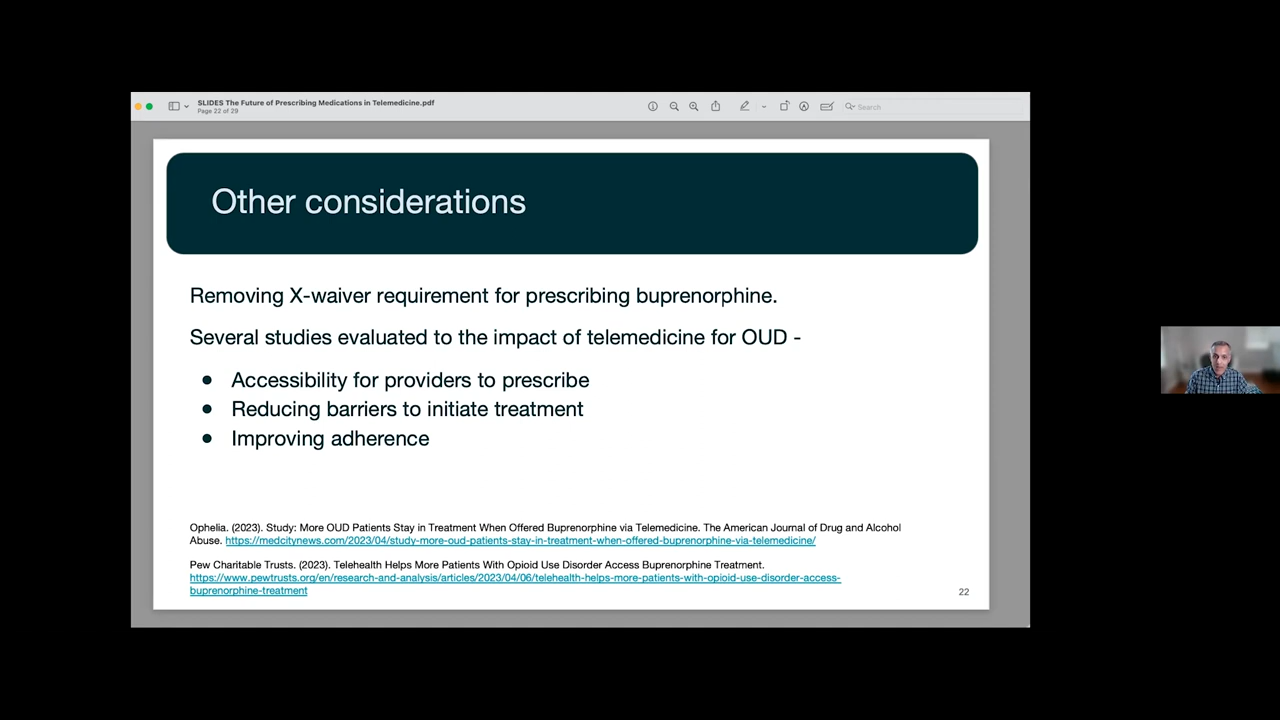 SLIDES The Future of Prescribing Medications in Telemedicine.pdf
Page 22 of 29
Search
Other considerations
Removing X-waiver requirement for prescribing buprenorphine.
Several studies evaluated to the impact of telemedicine for OUD -
● Accessibility for providers to prescribe
● Reducing barriers to initiate treatment
● Improving adherence
Ophelia. (2023). Study: More OUD Patients Stay in Treatment When Offered Buprenorphine via Telemedicine. The American Journal of Drug and Alcohol
Abuse. https://medcitynews.com/2023/04/study-more-oud-patients-stay-in-treatment-when-offered-buprenorphine-via-telemedicine/
Pew Charitable Trusts. (2023). Telehealth Helps More Patients With Opioid Use Disorder Access Buprenorphine Treatment.
https://www.pewtrusts.org/en/research-and-analysis/articles/2023/04/06/telehealth-helps-more-patients-with-opioid-use-disorder-access-
buprenorphine-treatment
22